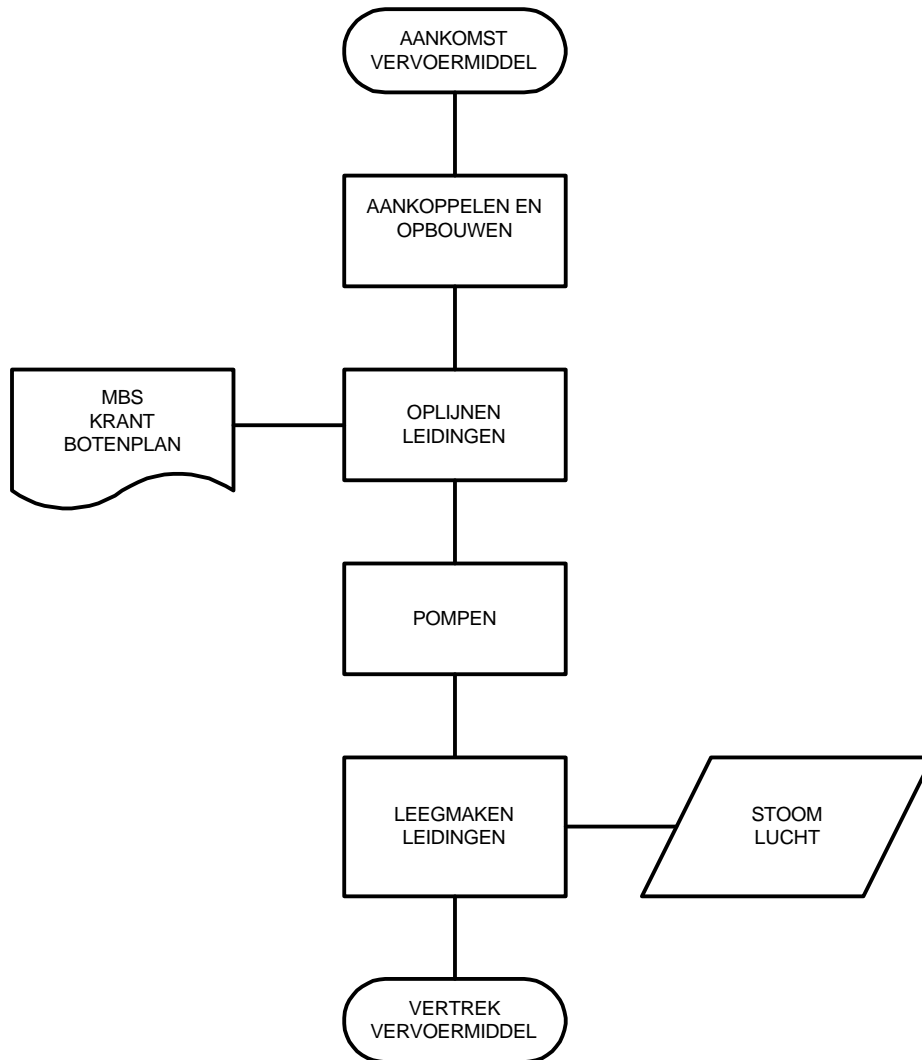 AANKOMST
VERVOERMIDDEL
AANKOPPELEN EN
OPBOUWEN
MBS
KRANT
BOTENPLAN
OPLIJNEN
LEIDINGEN
POMPEN
LEEGMAKEN
LEIDINGEN
STOOM
LUCHT
VERTREK
VERVOERMIDDEL